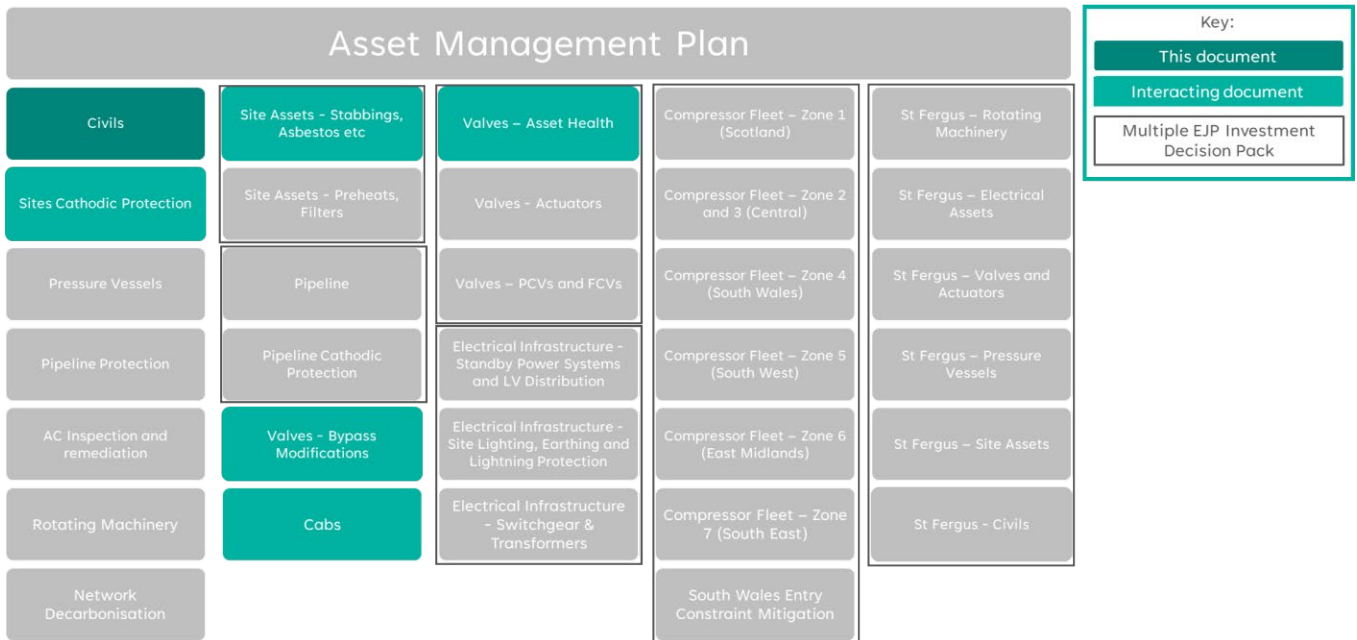 Asset Management Plan
Key:
This document
Interacting document
Multiple EJP Investment
Decision Pack
Civils
Sites Cathodic Protection
Pressure Vessels
Pipeline Protection
AC Inspection and
remediation
Rotating Machinery
Network
Decarbonisation
Site Assets - Stabbings,
Asbestos etc
Site Assets - Preheats,
Filters
Pipeline
Pipeline Cathodic
Protection
Valves - Bypass
Modifications
Cabs
Valves – Asset Health
Valves - Actuators
Valves – PCVs and FCVs
Electrical Infrastructure -
Standby Power Systems
and LV Distribution
Electrical Infrastructure -
Site Lighting, Earthing and
Lightning Protection
Electrical Infrastructure
- Switchgear &
Transformers
Compressor Fleet – Zone 1
(Scotland)
Compressor Fleet – Zone 2
and 3 (Central)
Compressor Fleet – Zone 4
(South Wales)
Compressor Fleet – Zone 5
(South West)
Compressor Fleet – Zone 6
(East Midlands)
Compressor Fleet – Zone
7 (South East)
South Wales Entry
Constraint Mitigation
St Fergus – Rotating
Machinery
St Fergus – Electrical
Assets
St Fergus – Valves and
Actuators
St Fergus – Pressure
Vessels
St Fergus – Site Assets
St Fergus - Civils